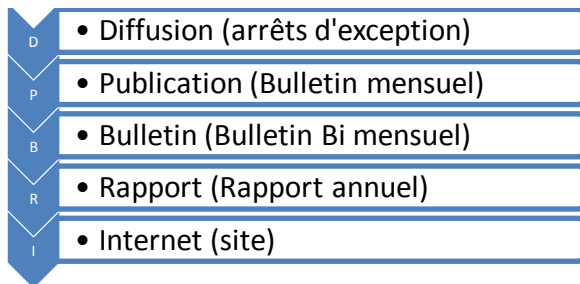 D
• Diffusion (arrêts d'exception)
P
• Publication (Bulletin mensuel)
B
• Bulletin (Bulletin Bi mensuel)
R
• Rapport (Rapport annuel)
I
• Internet (site)